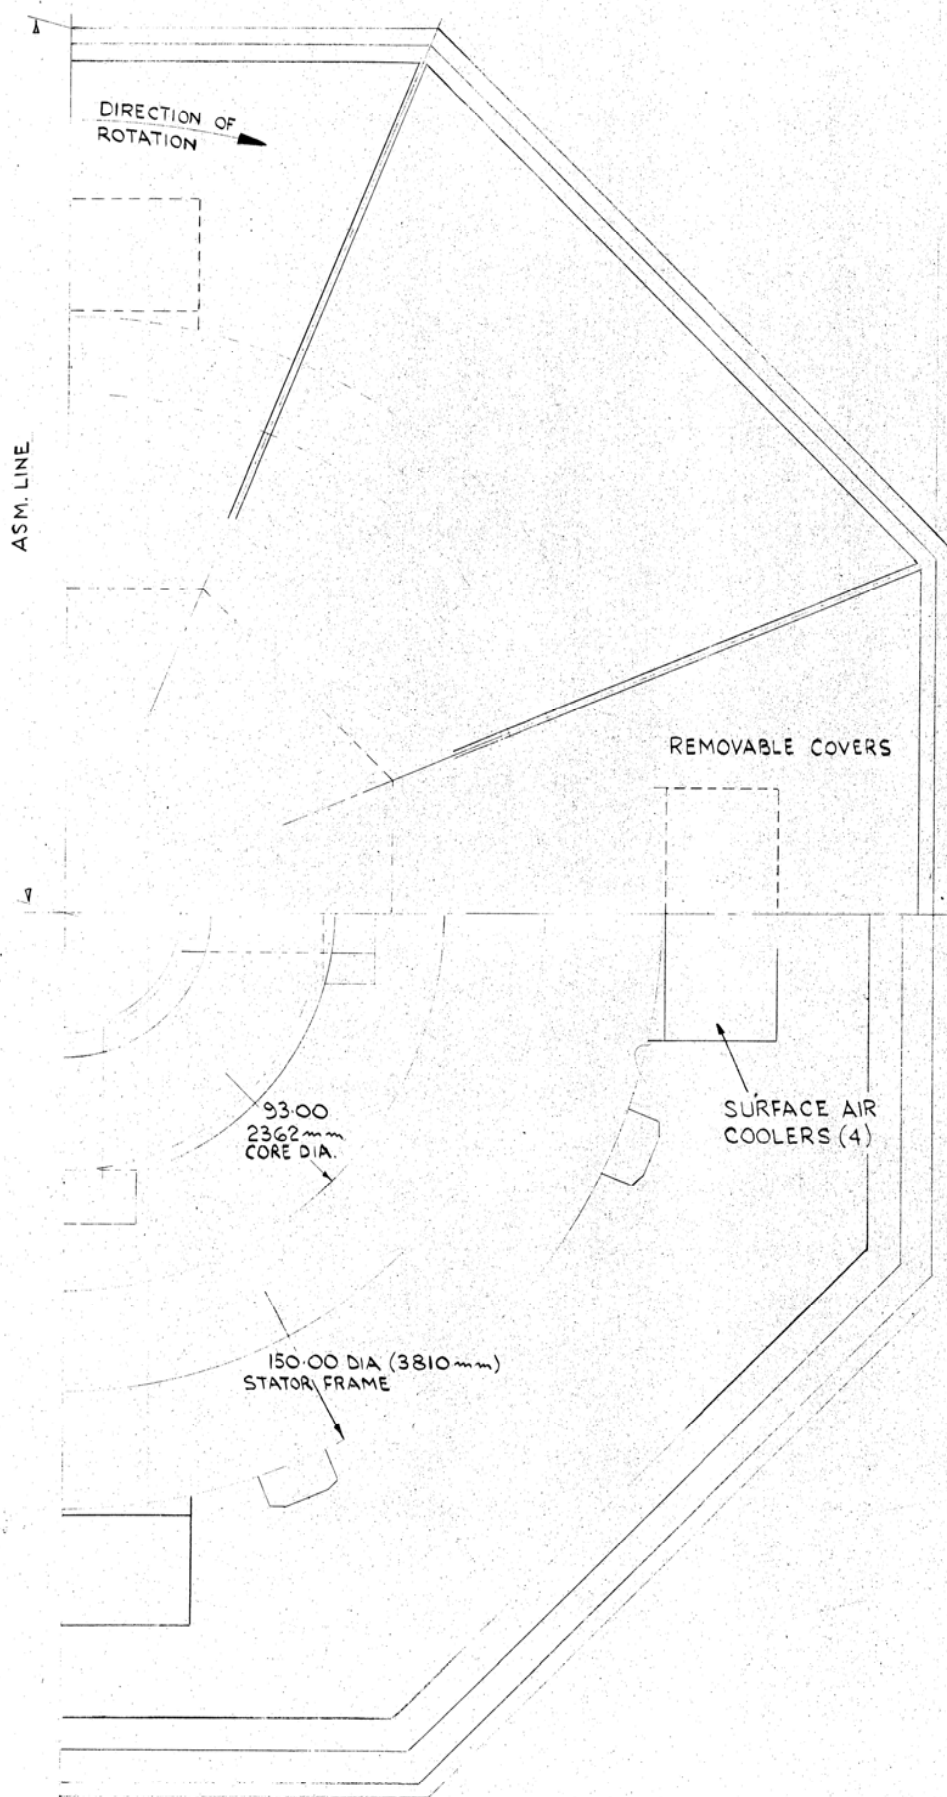 DIRECTION OF
ROTATION
ASM. LINE
REMOVABLE COVERS
93.00
2362mm
CORE DIA.
SURFACE AIR
COOLERS (4)
150.00 DIA (3810mm)
STATOR FRAME